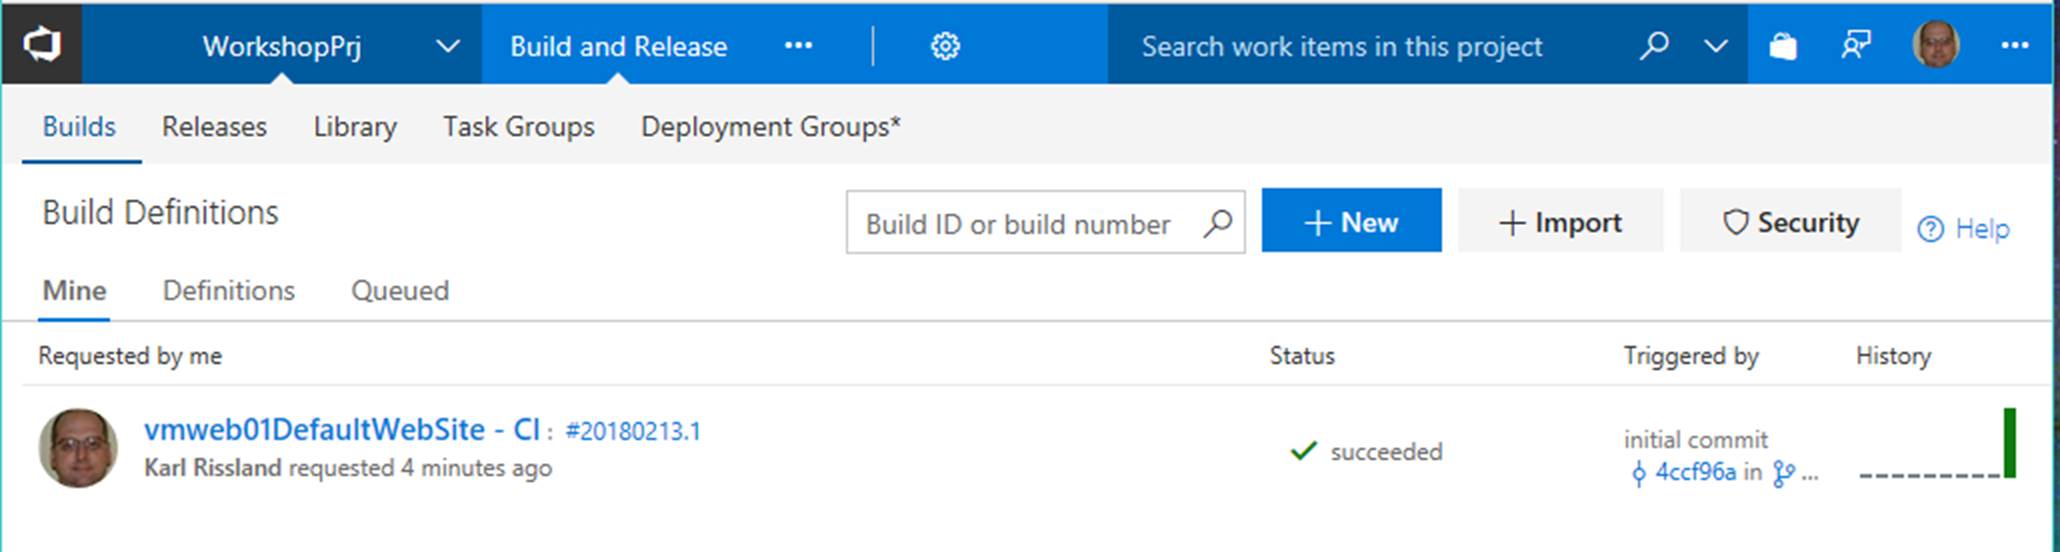 WorkshopPrj Build and Release ... Search work items in this project ...
Builds Releases Library Task Groups Deployment Groups*
Build Definitions Build ID or build number + New + Import Security ? Help
Mine Definitions Queued
Requested by me Status Triggered by History
vmweb01DefaultWebSite - CI : #20180213.1
Karl Rissland requested 4 minutes ago
succeeded
initial commit
4ccf96a in ...